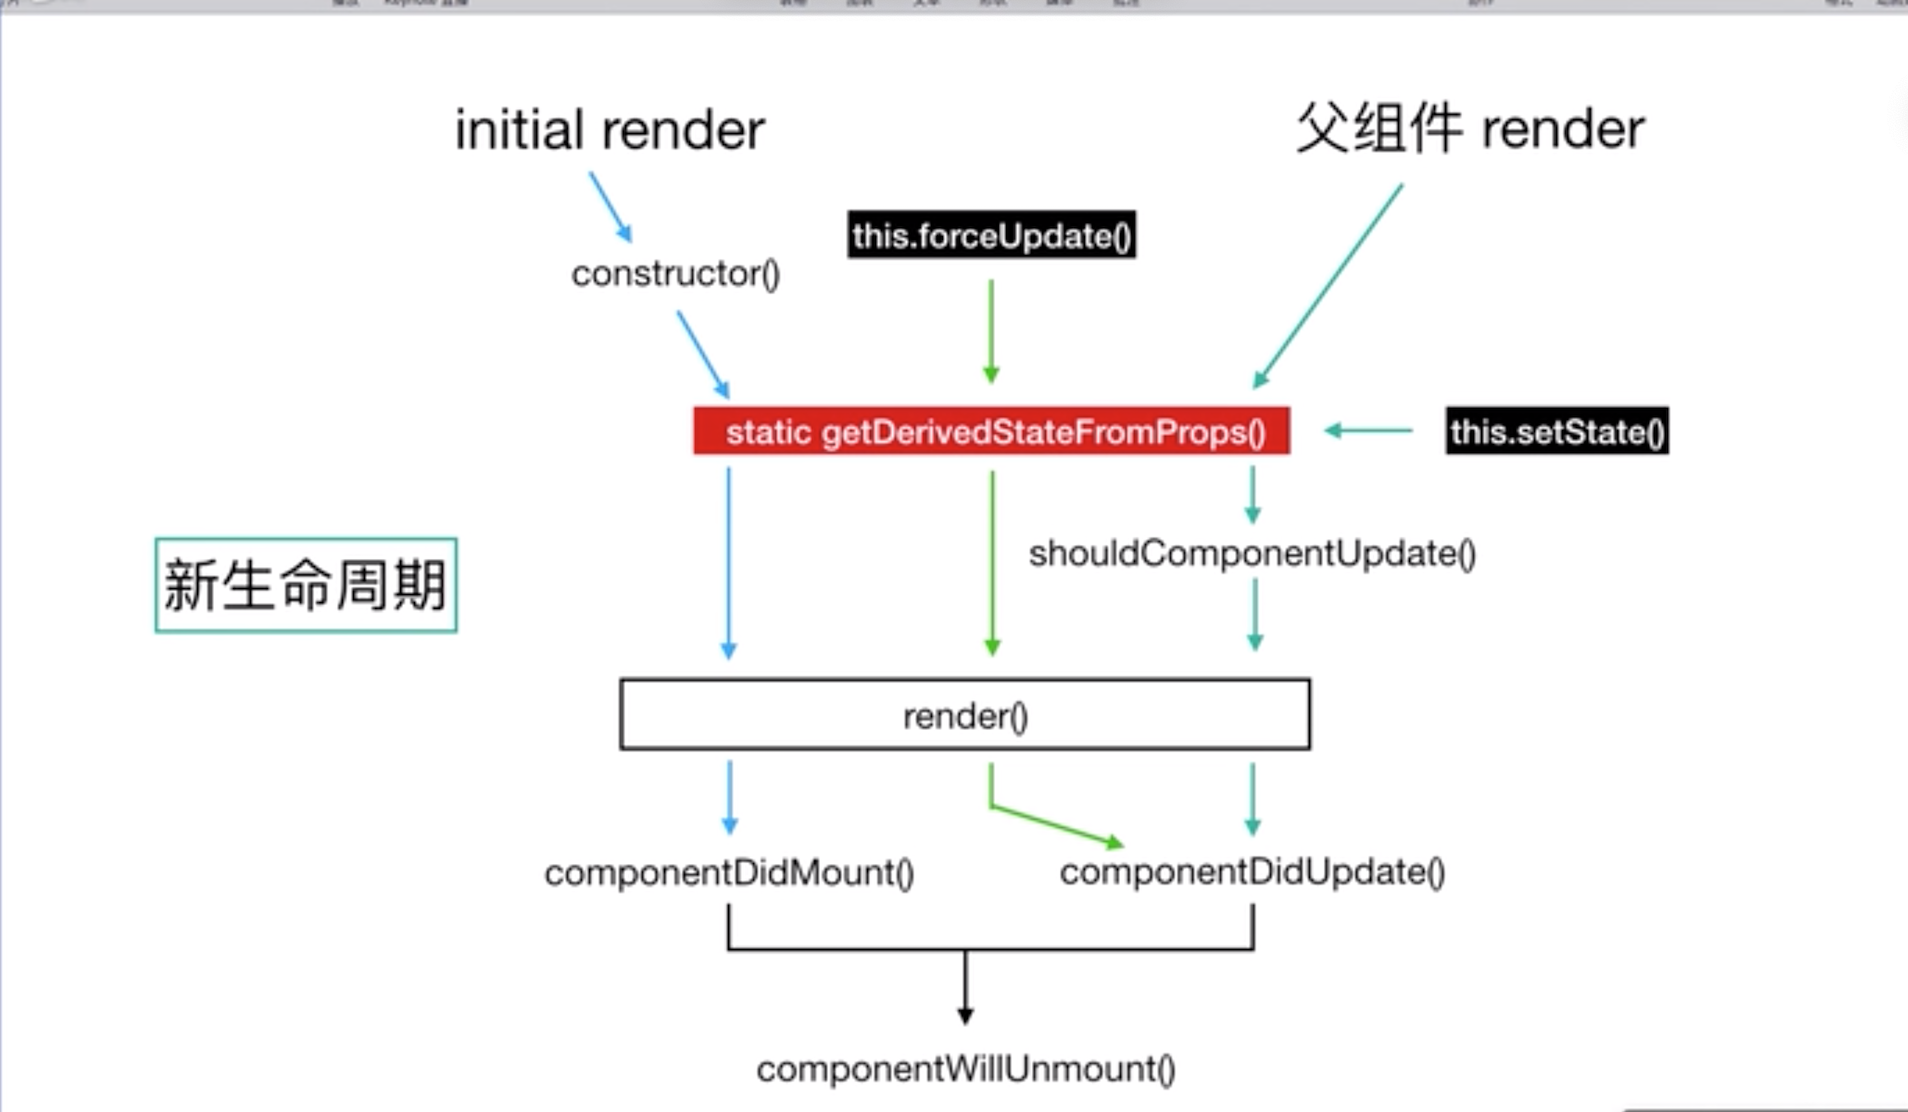 initial render
父组件 render
this.forceUpdate()
constructor()
static getDerivedStateFromProps()
this.setState()
shouldComponentUpdate()
新生命周期
render()
componentDidMount()
componentDidUpdate()
componentWillUnmount()